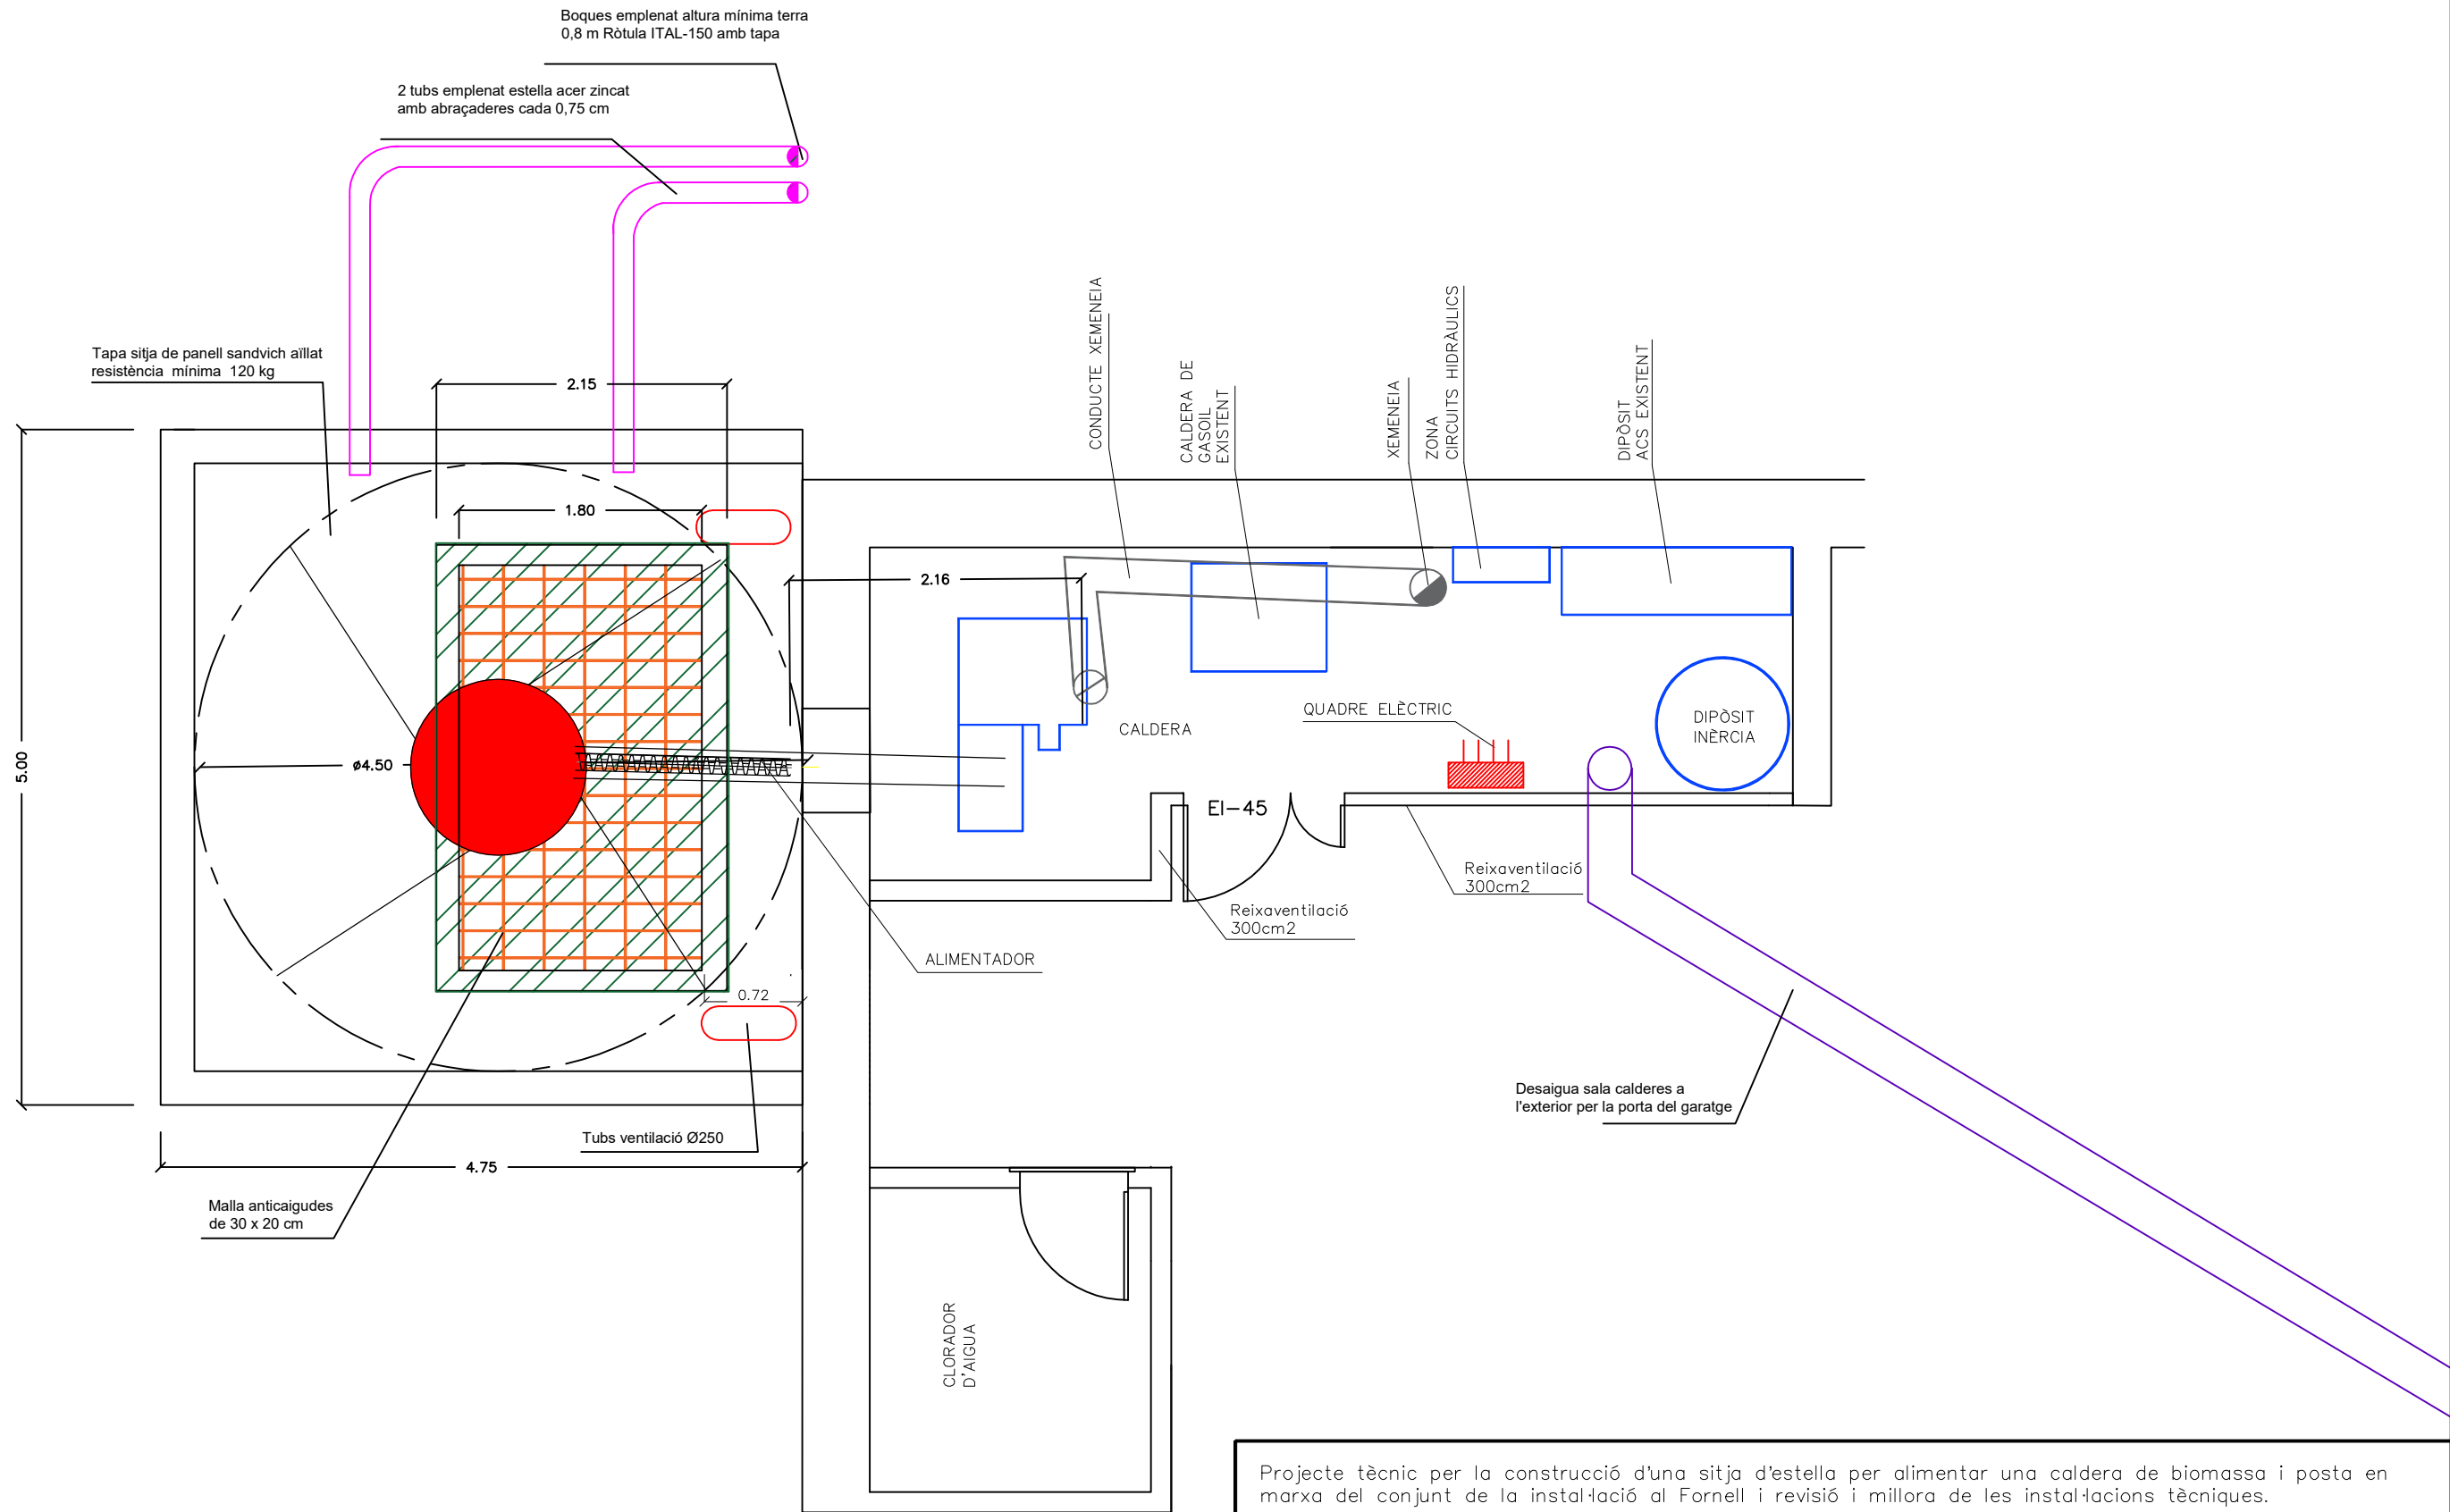 Boques emplenat altura mínima terra
0,8 m Ròtula ITAL-150 amb tapa
2 tubs emplenat estella acer zincat
amb abraçaderes cada 0,75 cm
Tapa sitja de panell sandvich aïllat
resistència mínima 120 kg
2.15
1.80
2.16
5.00
ø4.50
0.72
4.75
CONDUCTE XEMENEIA
CALDERA DE
GASOIL
EXISTENT
XEMENEIA
ZONA
CIRCUITS HIDRÀULICS
DIPÒSIT
ACS EXISTENT
CALDERA
QUADRE ELÈCTRIC
DIPÒSIT
INÈRCIA
EI-45
Reixaventilació
300cm2
Reixaventilació
300cm2
ALIMENTADOR
Tubs ventilació Ø250
Malla anticaigudes
de 30 x 20 cm
Desaigua sala calderes a
l'exterior per la porta del garatge
CLORADOR
D'AIGUA
Projecte tècnic per la construcció d'una sitja d'estella per alimentar una caldera de biomassa i posta en
marxa del conjunt de la instal·lació al Fornell i revisió i millora de les instal·lacions tècniques.